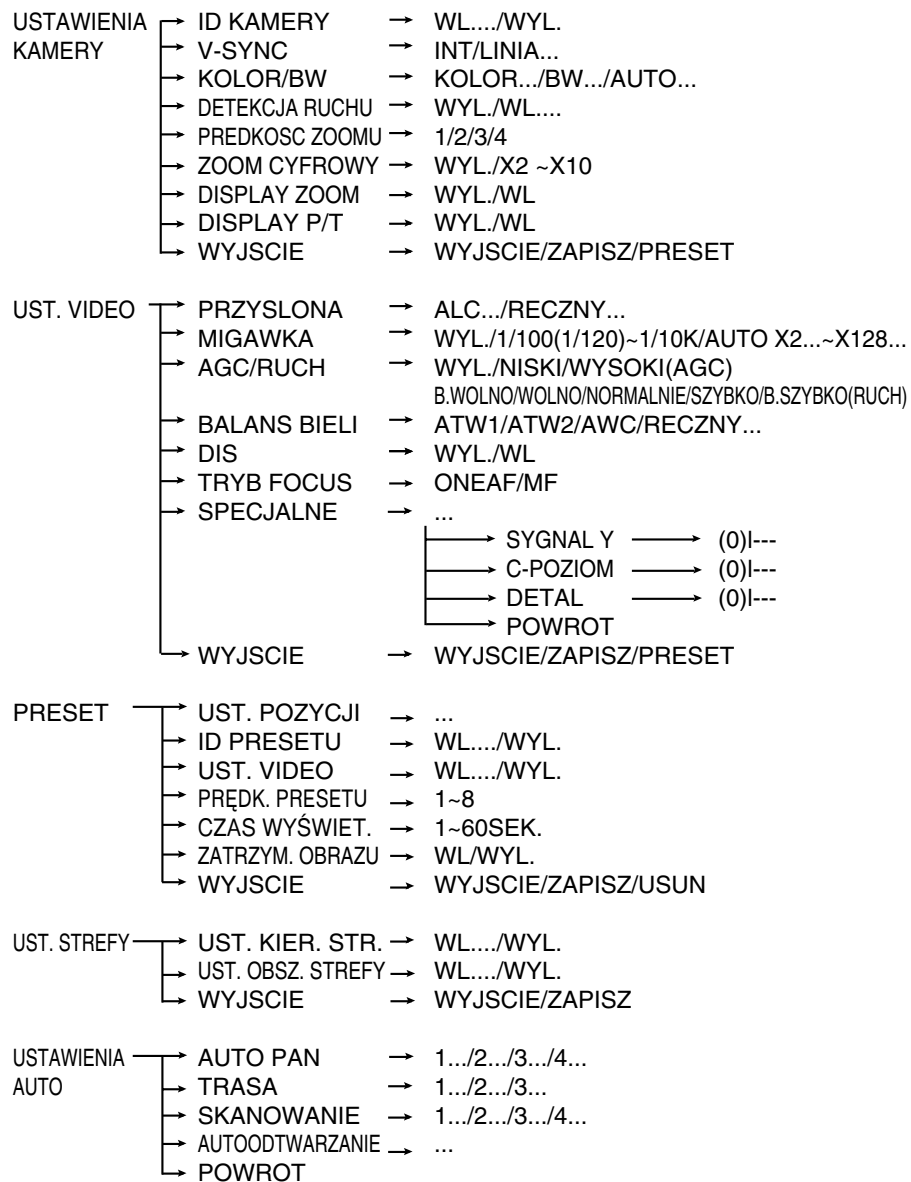 USTAWIENIA KAMERY
ID KAMERY WL..../WYL.
V-SYNC INT/LINIA...
KOLOR/BW KOLOR.../BW.../AUTO...
DETEKCJA RUCHU WYL./WL....
PREDKOSC ZOOMU 1/2/3/4
ZOOM CYFROWY WYL./X2 ~X10
DISPLAY ZOOM WYL./WL
DISPLAY P/T WYL./WL
WYJSCIE WYJSCIE/ZAPISZ/PRESET
UST. VIDEO PRZYSLONA ALC.../RECZNY...
MIGAWKA WYL./1/100(1/120)~1/10K/AUTO X2...~X128...
AGC/RUCH WYL./NISKI/WYSOKI(AGC)
B.WOLNO/WOLNO/NORMALNIE/SZYBKO/B.SZYBKO(RUCH)
BALANS BIELI ATW1/ATW2/AWC/RECZNY...
DIS WYL./WL
TRYB FOCUS ONEAF/MF
SPECJALNE ...
SYGNAL Y (0)I---
C-POZIOM (0)I---
DETAL (0)I---
POWROT
WYJSCIE WYJSCIE/ZAPISZ/PRESET
PRESET UST. POZYCJI ...
ID PRESETU WL..../WYL.
UST. VIDEO WL..../WYL.
PRĘDK. PRESETU 1~8
CZAS WYŚWIET. 1~60SEK.
ZATRZYM. OBRAZU WL/WYL.
WYJSCIE WYJSCIE/ZAPISZ/USUN
UST. STREFY UST. KIER. STR. WL..../WYL.
UST. OBSZ. STREFY WL..../WYL.
WYJSCIE WYJSCIE/ZAPISZ
USTAWIENIA AUTO
AUTO PAN 1.../2.../3.../4...
TRASA 1.../2.../3...
SKANOWANIE 1.../2.../3.../4...
AUTOODTWARZANIE ...
POWROT